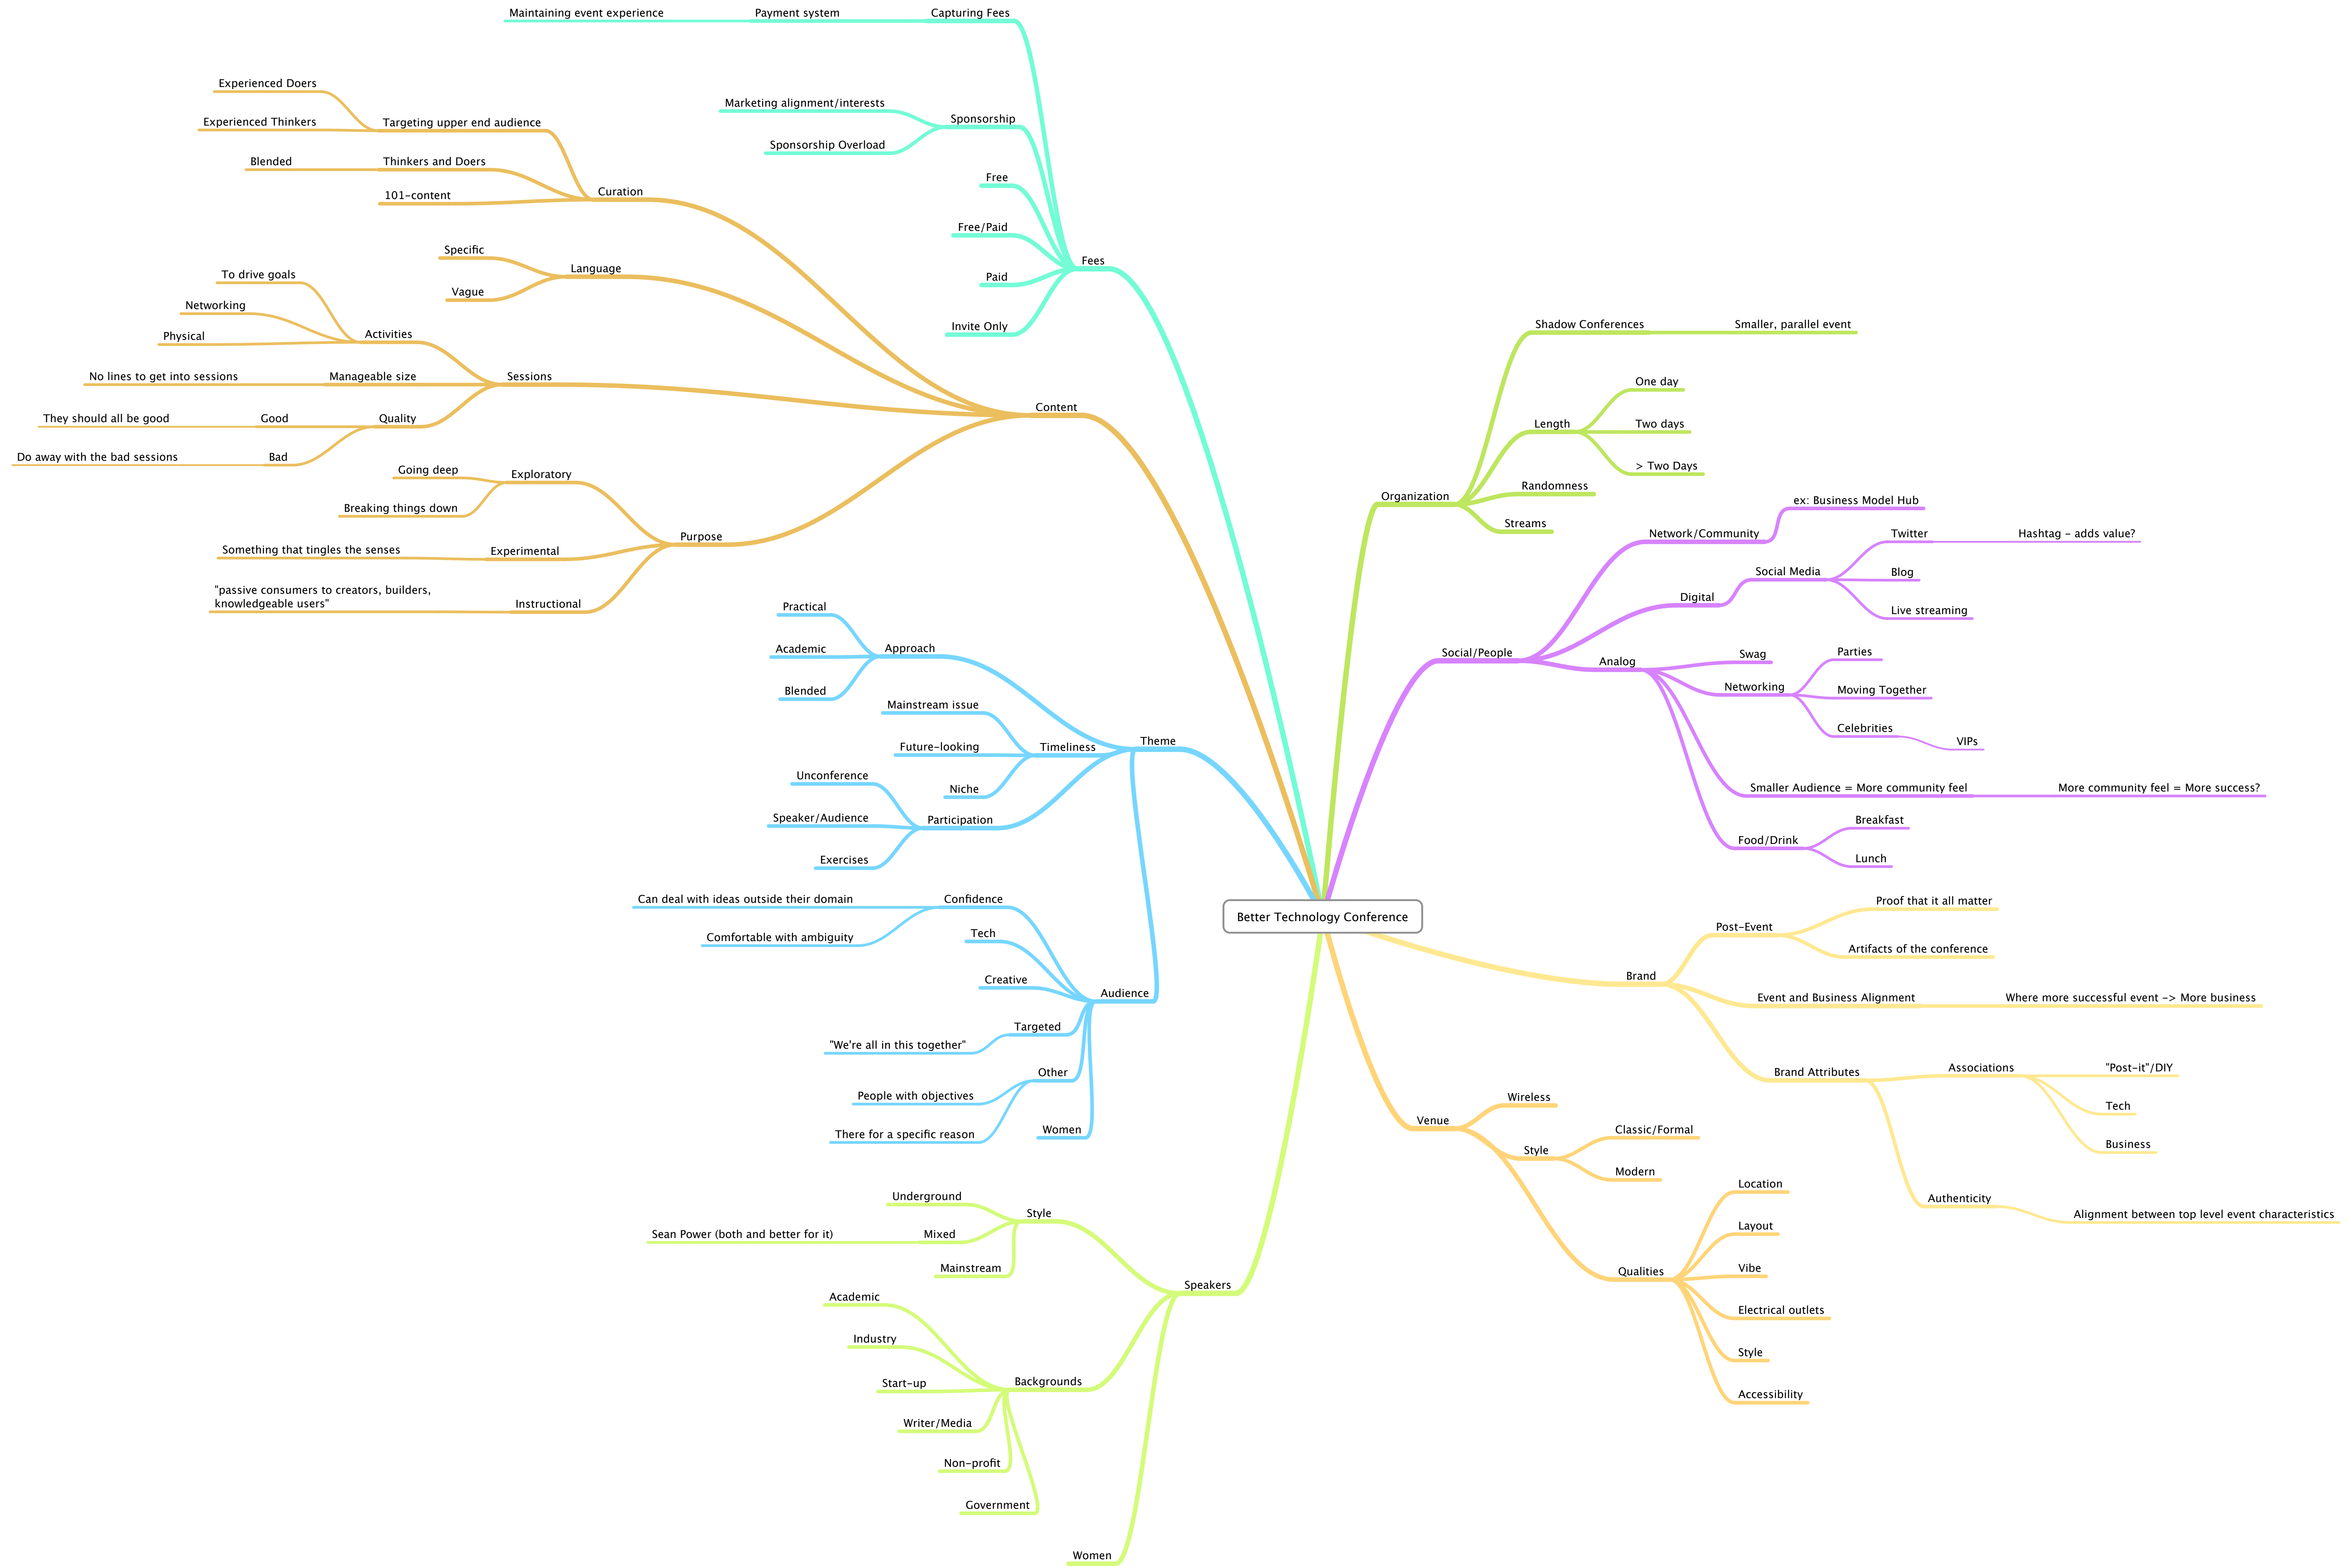 Maintaining event experience
Payment system
Capturing Fees
Marketing alignment/interests
Sponsorship Overload
Sponsorship
Free
Free/Paid
Paid
Invite Only
Fees
Experienced Doers
Experienced Thinkers
Targeting upper end audience
Blended
Thinkers and Doers
101-content
Curation
Specific
Vague
Language
To drive goals
Networking
Physical
Activities
No lines to get into sessions
Manageable size
They should all be good
Good
Do away with the bad sessions
Bad
Quality
Sessions
Going deep
Breaking things down
Exploratory
Something that tingles the senses
Experimental
"passive consumers to creators, builders,
knowledgeable users"
Instructional
Purpose
Content
Practical
Academic
Blended
Approach
Mainstream issue
Future-looking
Niche
Timeliness
Unconference
Speaker/Audience
Exercises
Participation
Theme
Can deal with ideas outside their domain
Comfortable with ambiguity
Confidence
Tech
Creative
"We're all in this together"
Targeted
People with objectives
There for a specific reason
Other
Women
Audience
Underground
Sean Power (both and better for it)
Mixed
Mainstream
Style
Academic
Industry
Start-up
Writer/Media
Non-profit
Government
Backgrounds
Women
Speakers
Better Technology Conference
Organization
Shadow Conferences
Smaller, parallel event
Length
One day
Two days
> Two Days
Randomness
Streams
Social/People
Network/Community
ex: Business Model Hub
Digital
Social Media
Twitter
Hashtag - adds value?
Blog
Live streaming
Analog
Swag
Networking
Parties
Moving Together
Celebrities
VIPs
Smaller Audience = More community feel
More community feel = More success?
Food/Drink
Breakfast
Lunch
Brand
Post-Event
Proof that it all matter
Artifacts of the conference
Event and Business Alignment
Where more successful event -> More business
Brand Attributes
Associations
"Post-it"/DIY
Tech
Business
Authenticity
Alignment between top level event characteristics
Venue
Wireless
Style
Classic/Formal
Modern
Qualities
Location
Layout
Vibe
Electrical outlets
Style
Accessibility